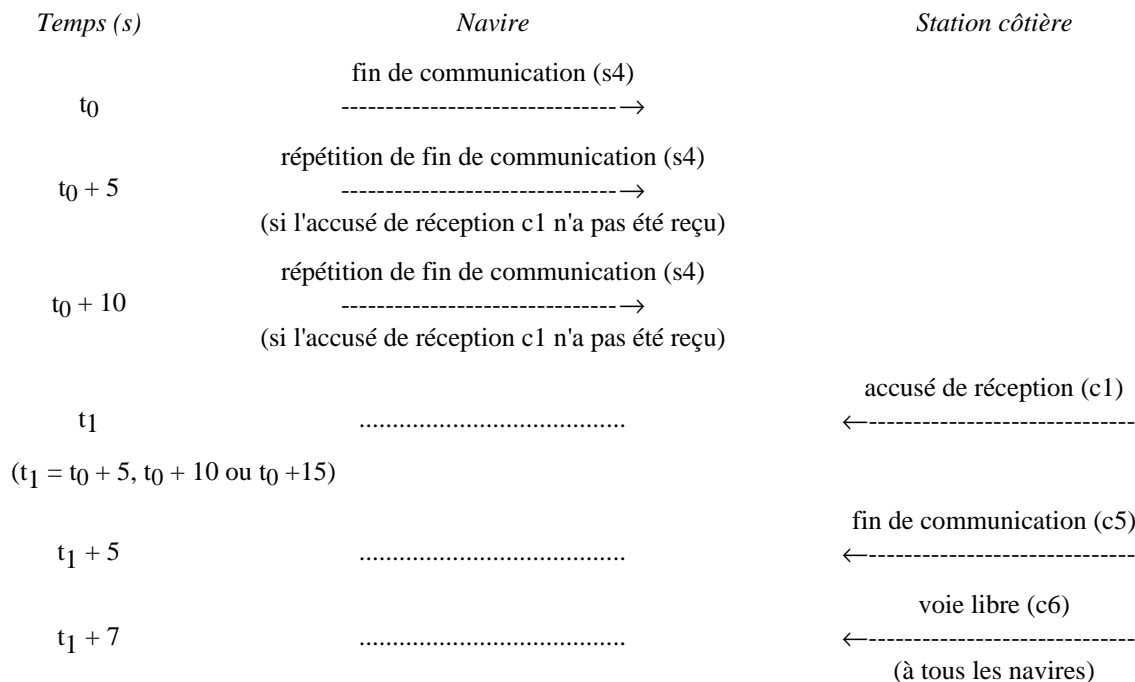 Temps (s) Navire Station côtière
fin de communication (s4)
t0 -------------------------------→
répétition de fin de communication (s4)
t0 + 5 -------------------------------→
(si l'accusé de réception c1 n'a pas été reçu)
répétition de fin de communication (s4)
t0 + 10 -------------------------------→
(si l'accusé de réception c1 n'a pas été reçu)
accusé de réception (c1)
t1 ........................................ ←-------------------------------
(t1 = t0 + 5, t0 + 10 ou t0 +15)
fin de communication (c5)
t1 + 5 ........................................ ←-------------------------------
voie libre (c6)
t1 + 7 ........................................ ←-------------------------------
(à tous les navires)